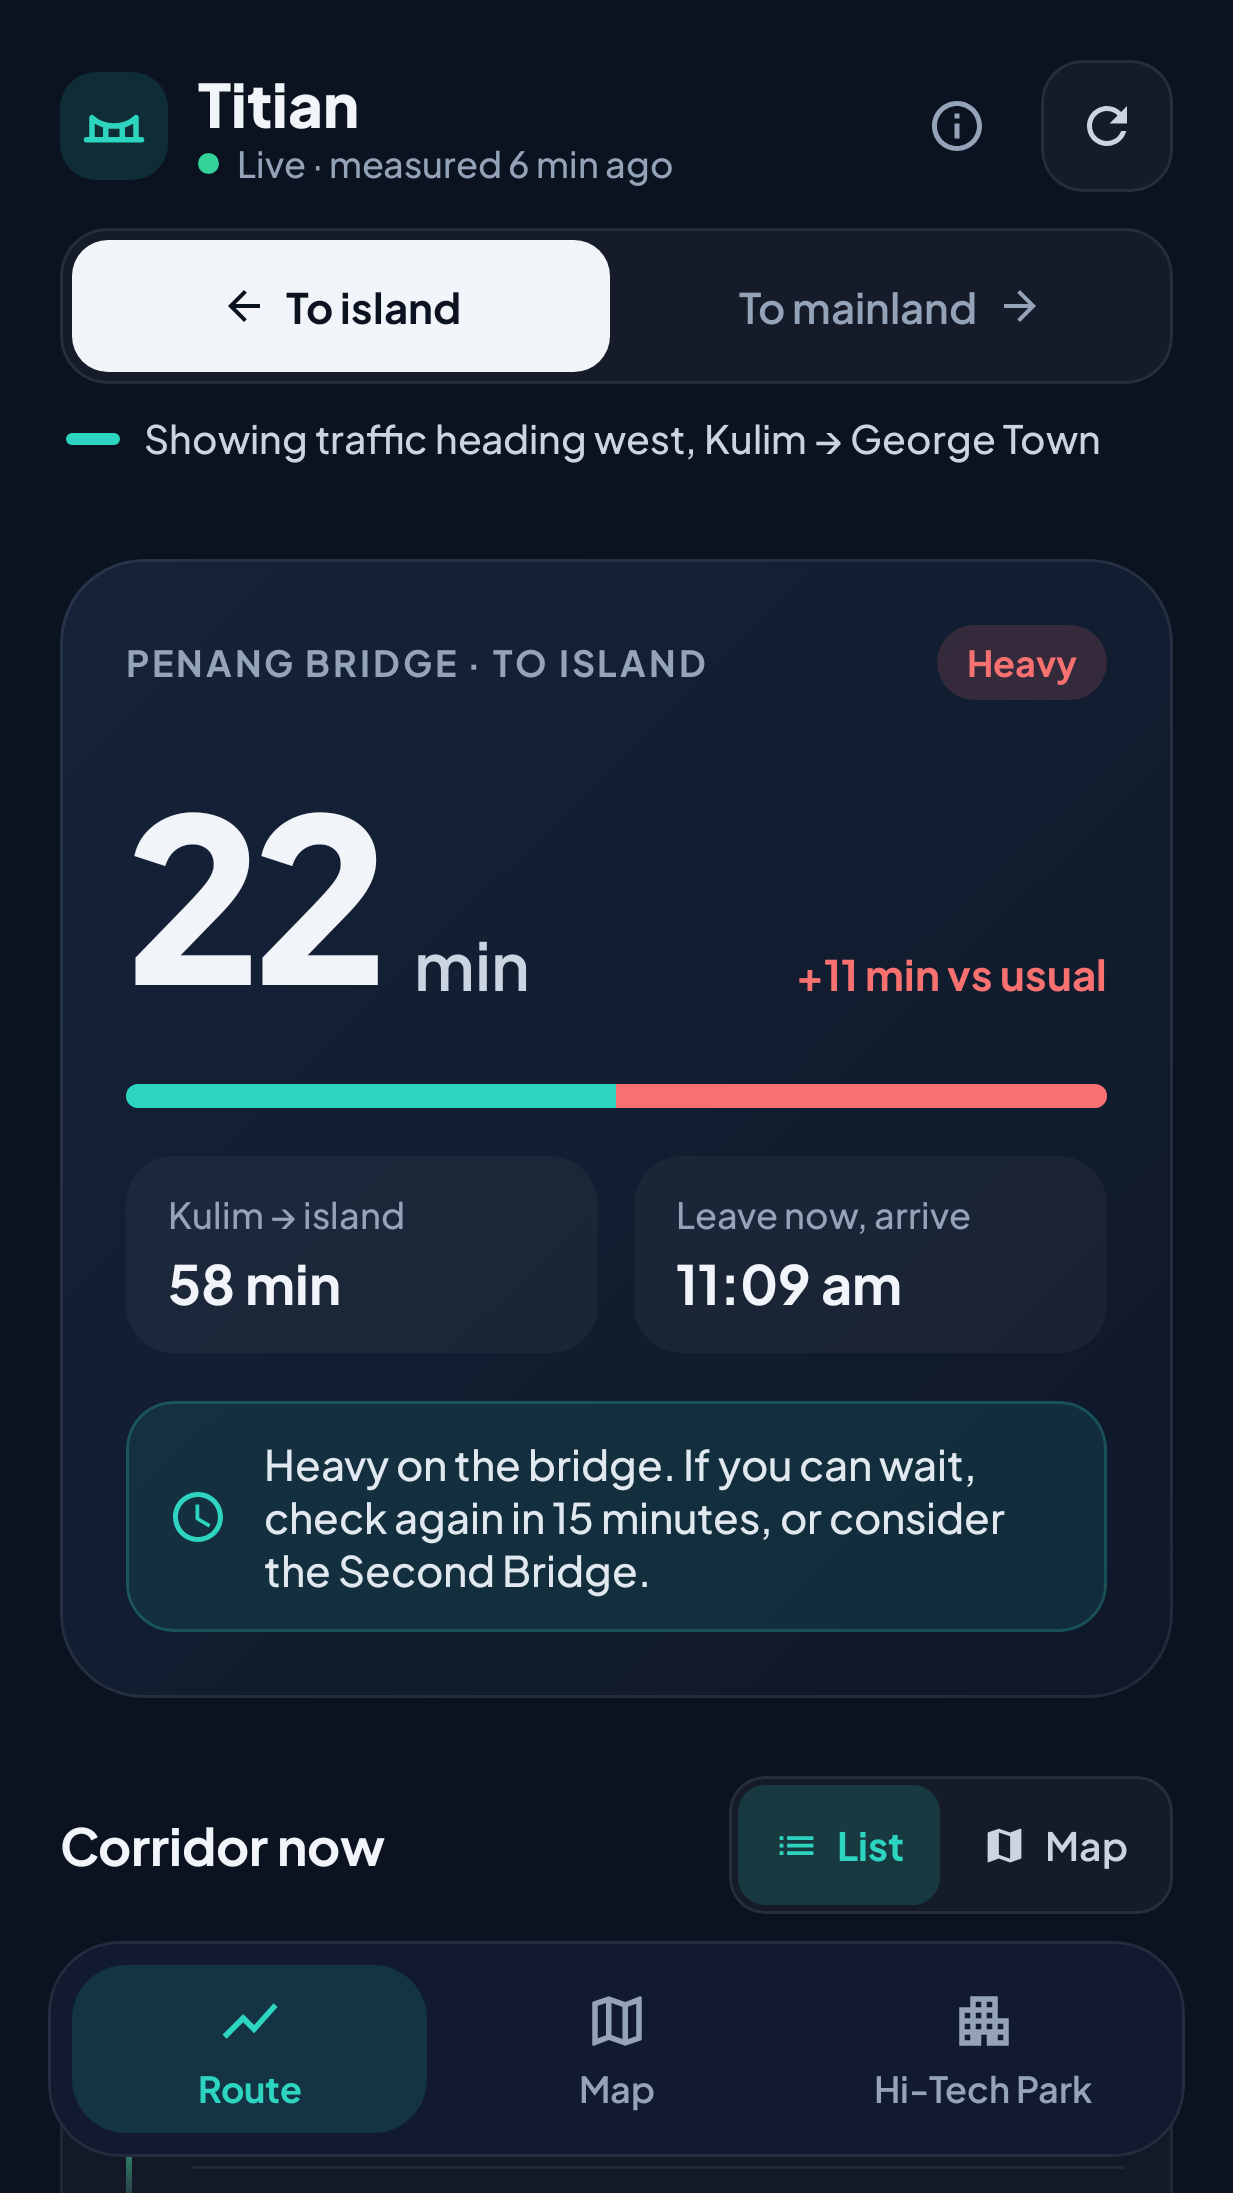 Titian
Live · measured 6 min ago
← To island
To mainland →
Showing traffic heading west, Kulim → George Town
PENANG BRIDGE · TO ISLAND
Heavy
22 min
+11 min vs usual
Kulim → island
58 min
Leave now, arrive
11:09 am
Heavy on the bridge. If you can wait,
check again in 15 minutes, or consider
the Second Bridge.
Corridor now
List
Map
Route
Map
Hi-Tech Park